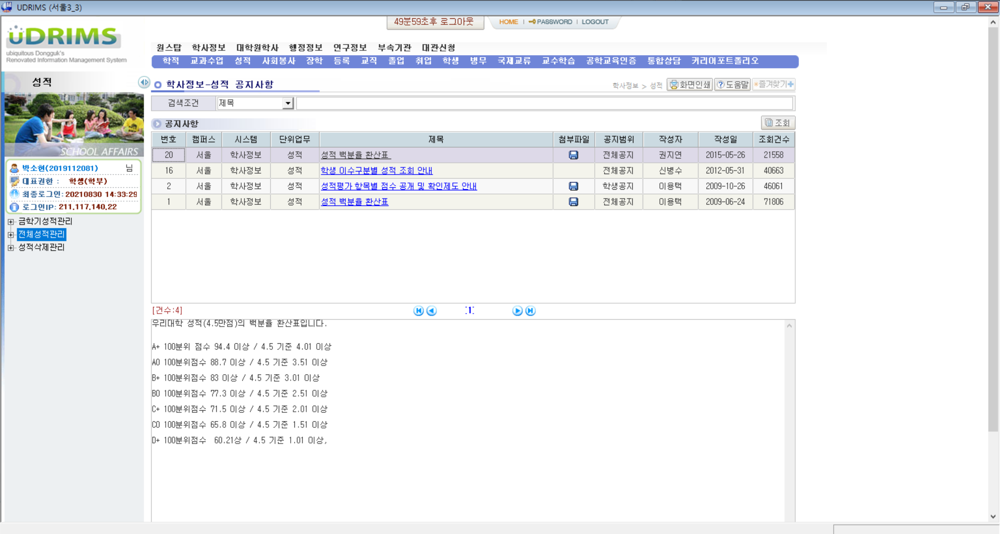 UDRIMS (서울3_3)
49분59초후 로그아웃
HOME | PASSWORD | LOGOUT
üDRIMS
ubiquitous Dongguk's
Renovated Information Management System
원스탑 학사정보 대학원학사 행정정보 연구정보 부속기관 대관신청
학적 교과수업 성적 사회봉사 장학 등록 교직 졸업 취업 학생 병무 국제교류 교수학습 공학교육인증 통합상담 커리어포트폴리오
성적
학사정보-성적 공지사항
학사정보 > 성적 화면인쇄 도움말 *즐겨찾기+
검색조건 제목
공지사항 조회
번호 캠퍼스 시스템 단위업무 제목 첨부파일 공지범위 작성자 작성일 조회건수
20 서울 학사정보 성적 성적 백분율 환산표 전체공지 권지연 2015-05-26 21558
16 서울 학사정보 성적 학생 이수구분별 성적 조회 안내 전체공지 신병수 2012-05-31 40663
2 서울 학사정보 성적 성적평가 항목별 점수 공개 및 확인제도 안내 학생공지 이용택 2009-10-26 46061
1 서울 학사정보 성적 성적 백분율 환산표 전체공지 이용택 2009-06-24 71806
SCHOOL AFFAIRS
박소현(2019112081) 님
대표권한 : 학생(학부)
최종로그인: 20210830 14:33:29
로그인IP: 211.117.140.22
금학기성적관리
전체성적관리
성적삭제관리
[건수:4] [1]
우리대학 성적(4.5만점)의 백분율 환산표입니다.
A+ 100분위 점수 94.4 이상 / 4.5 기준 4.01 이상
A0 100분위점수 88.7 이상 / 4.5 기준 3.51 이상
B+ 100분위점수 83 이상 / 4.5 기준 3.01 이상
B0 100분위점수 77.3 이상 / 4.5 기준 2.51 이상
C+ 100분위점수 71.5 이상 / 4.5 기준 2.01 이상
C0 100분위점수 65.8 이상 / 4.5 기준 1.51 이상
D+ 100분위점수 60.21상 / 4.5 기준 1.01 이상,